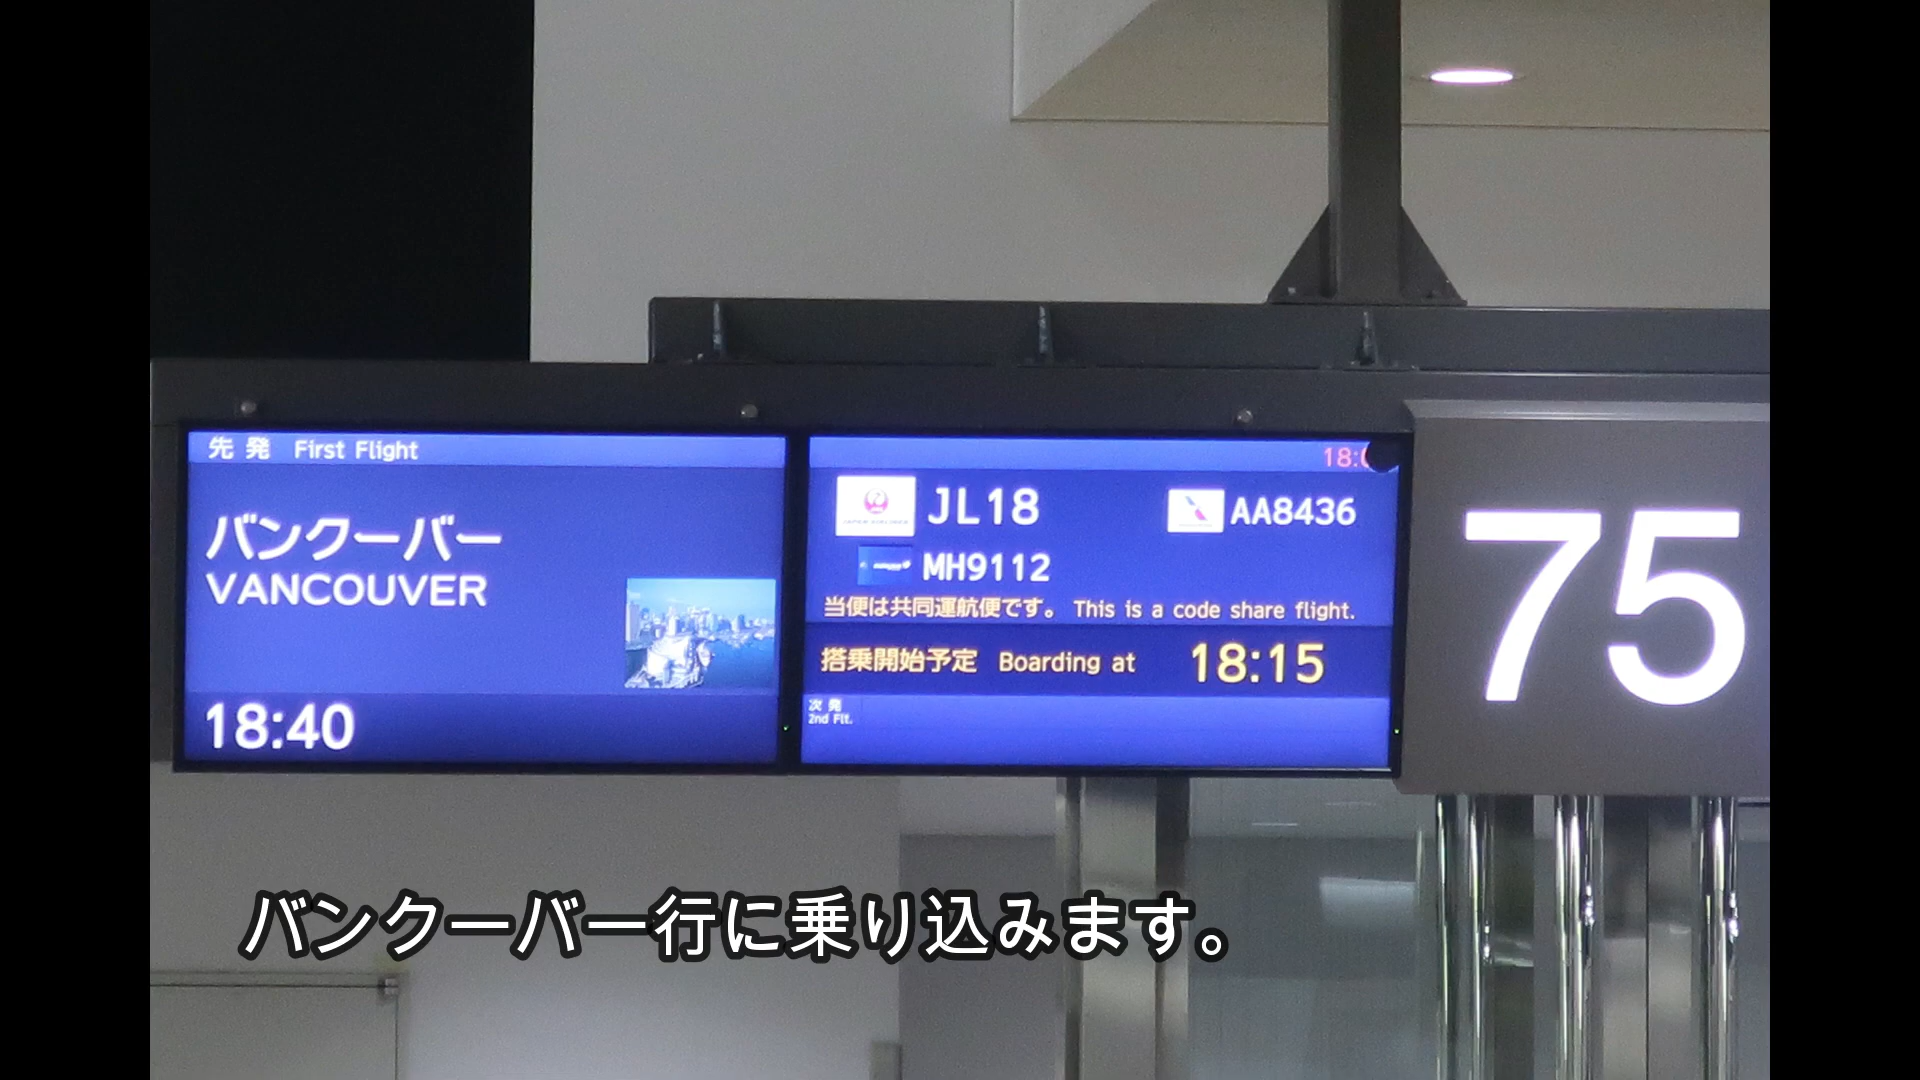 先発 First Flight
バンクーバー
VANCOUVER
18:40
JL18 AA8436
MH9112
当便は共同運航便です。 This is a code share flight.
搭乗開始予定 Boarding at 18:15
次発
2nd Flt.
75
バンクーバー行に乗り込みます。